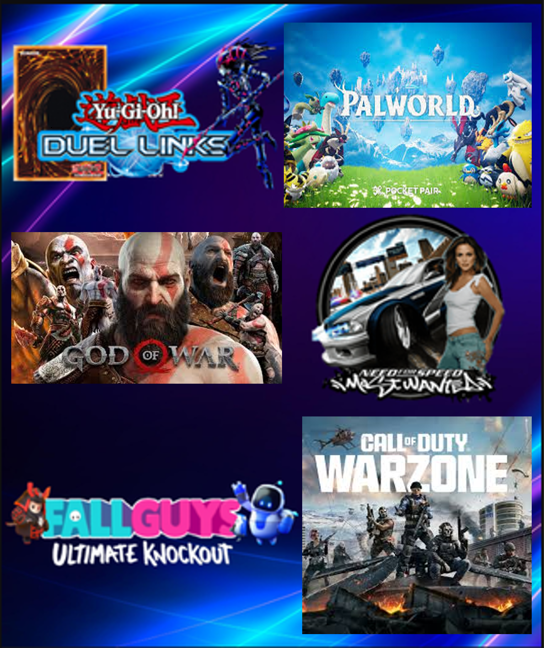 Yu-Gi-Oh!
DUEL LINKS
PALWORLD
POCKET PAIR
GOD OF WAR
NEED FOR SPEED
MOST WANTED
FALL GUYS
ULTIMATE KNOCKOUT
CALL OF DUTY
WARZONE